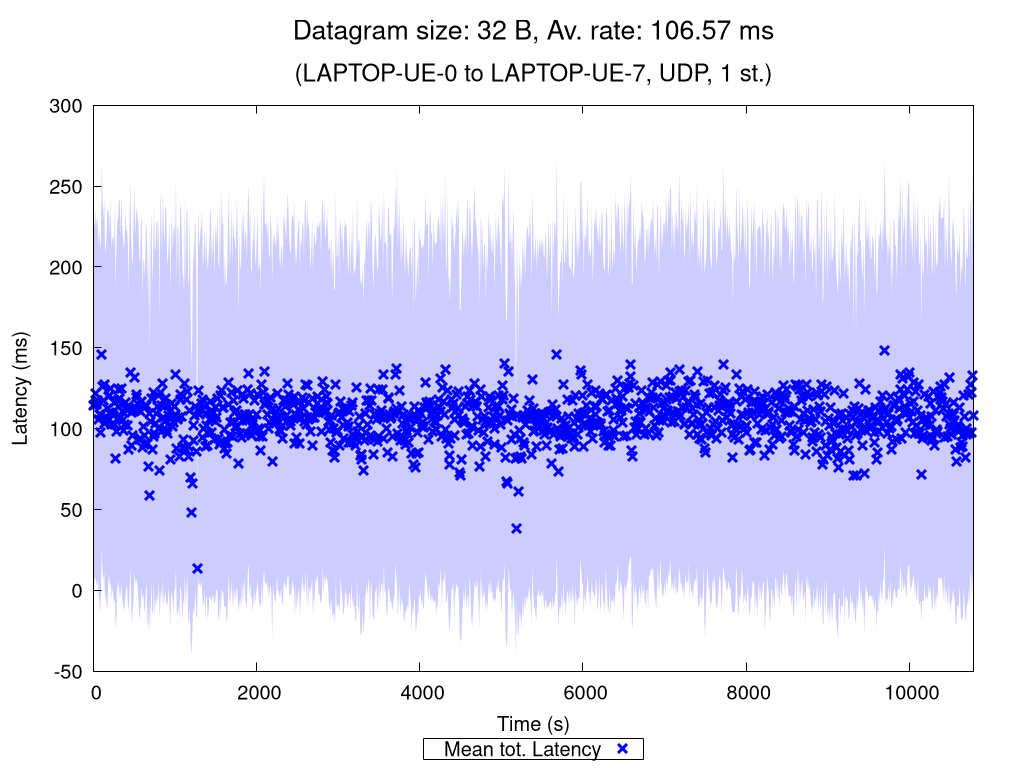 Datagram size: 32 B, Av. rate: 106.57 ms
(LAPTOP-UE-0 to LAPTOP-UE-7, UDP, 1 st.)
300
250
200
150
100
50
0
-50
Latency (ms)
0 2000 4000 6000 8000 10000
Time (s)
Mean tot. Latency